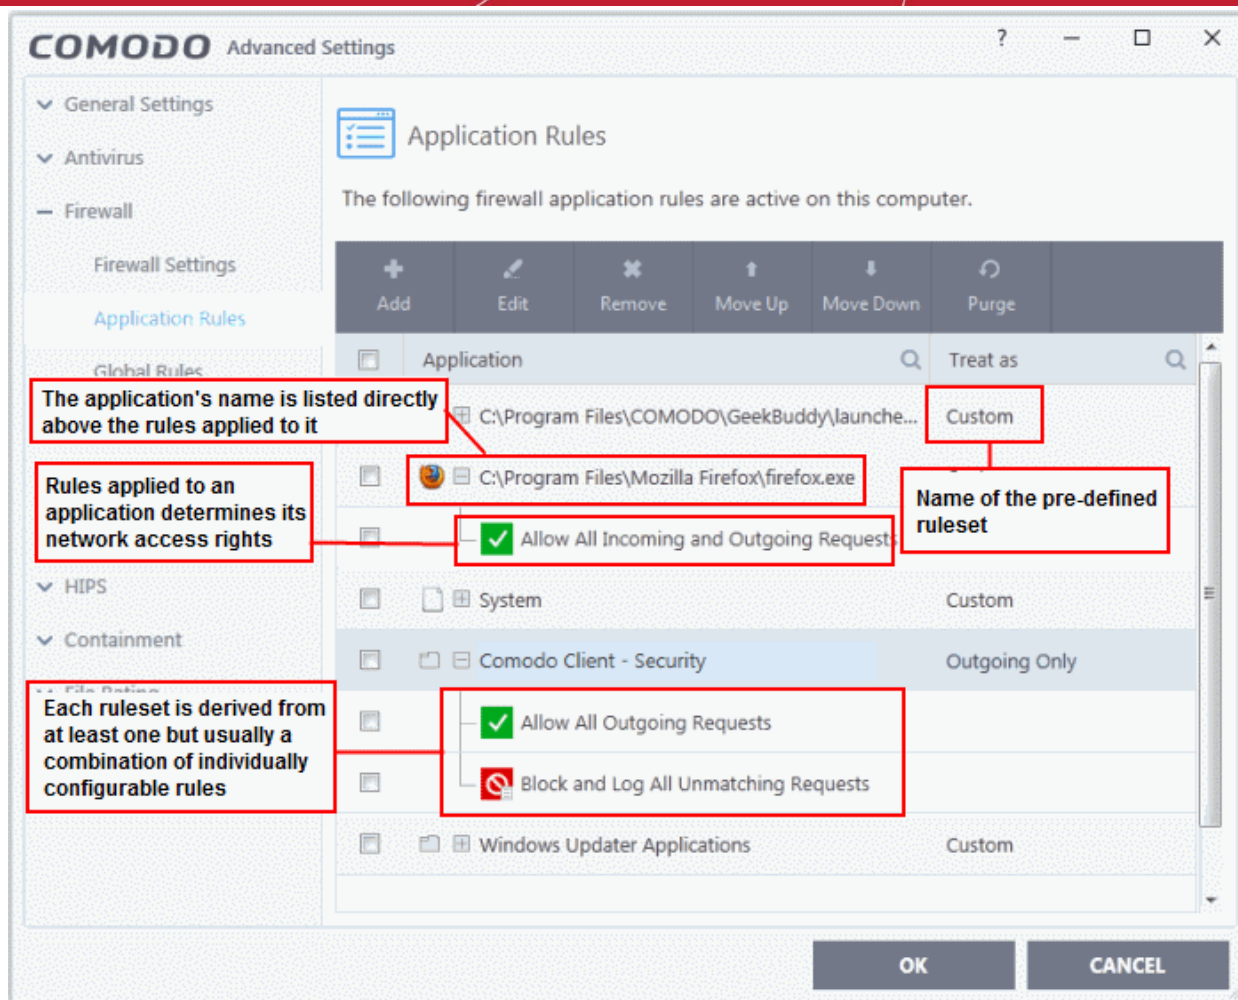 COMODO Advanced Settings
?
General Settings
Antivirus
Firewall
Firewall Settings
Application Rules
Global Rules
HIPS
Containment
File Rating
Application Rules
The following firewall application rules are active on this computer.
Add Edit Remove Move Up Move Down Purge
Application Treat as
C:\Program Files\COMODO\GeekBuddy\launche... Custom
C:\Program Files\Mozilla Firefox\firefox.exe
Allow All Incoming and Outgoing Requests
System Custom
Comodo Client - Security Outgoing Only
Allow All Outgoing Requests
Block and Log All Unmatching Requests
Windows Updater Applications Custom
The application's name is listed directly
above the rules applied to it
Rules applied to an
application determines its
network access rights
Name of the pre-defined
ruleset
Each ruleset is derived from
at least one but usually a
combination of individually
configurable rules
OK CANCEL